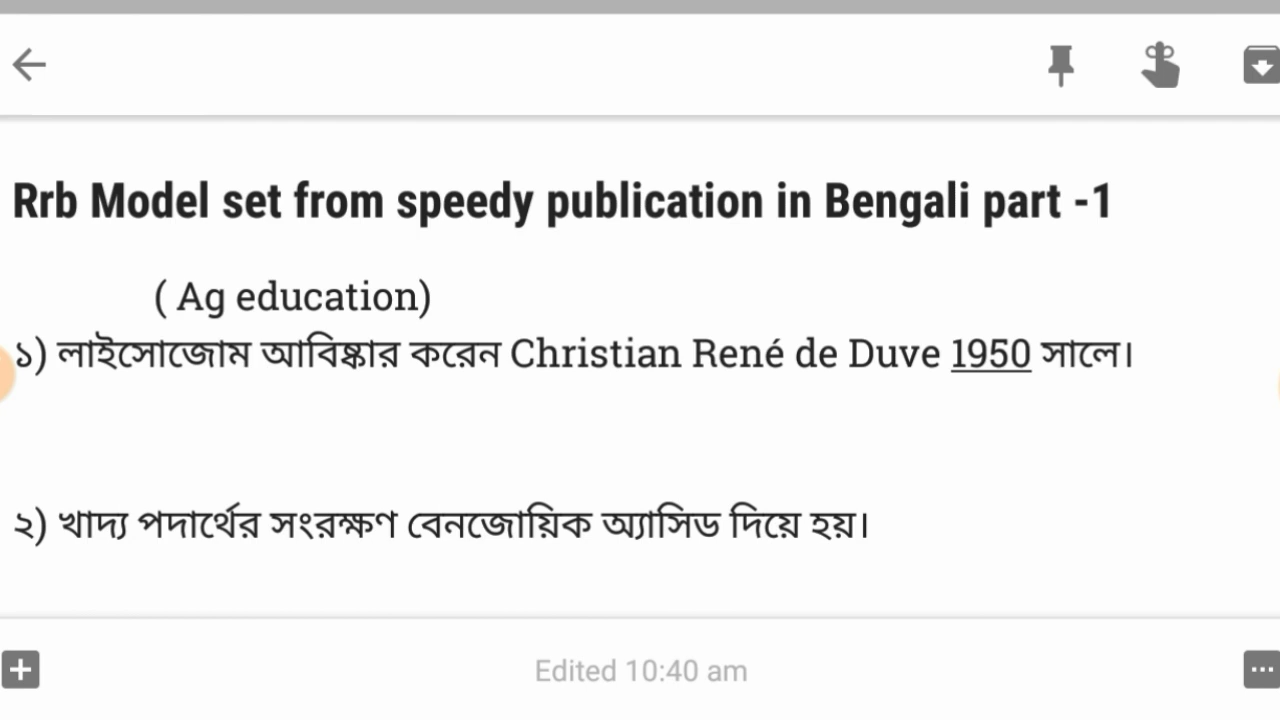 Rrb Model set from speedy publication in Bengali part -1
( Ag education)
১) লাইসোজোম আবিষ্কার করেন Christian René de Duve 1950 সালে।
২) খাদ্য পদার্থের সংরক্ষণ বেনজোয়িক অ্যাসিড দিয়ে হয়।
Edited 10:40 am